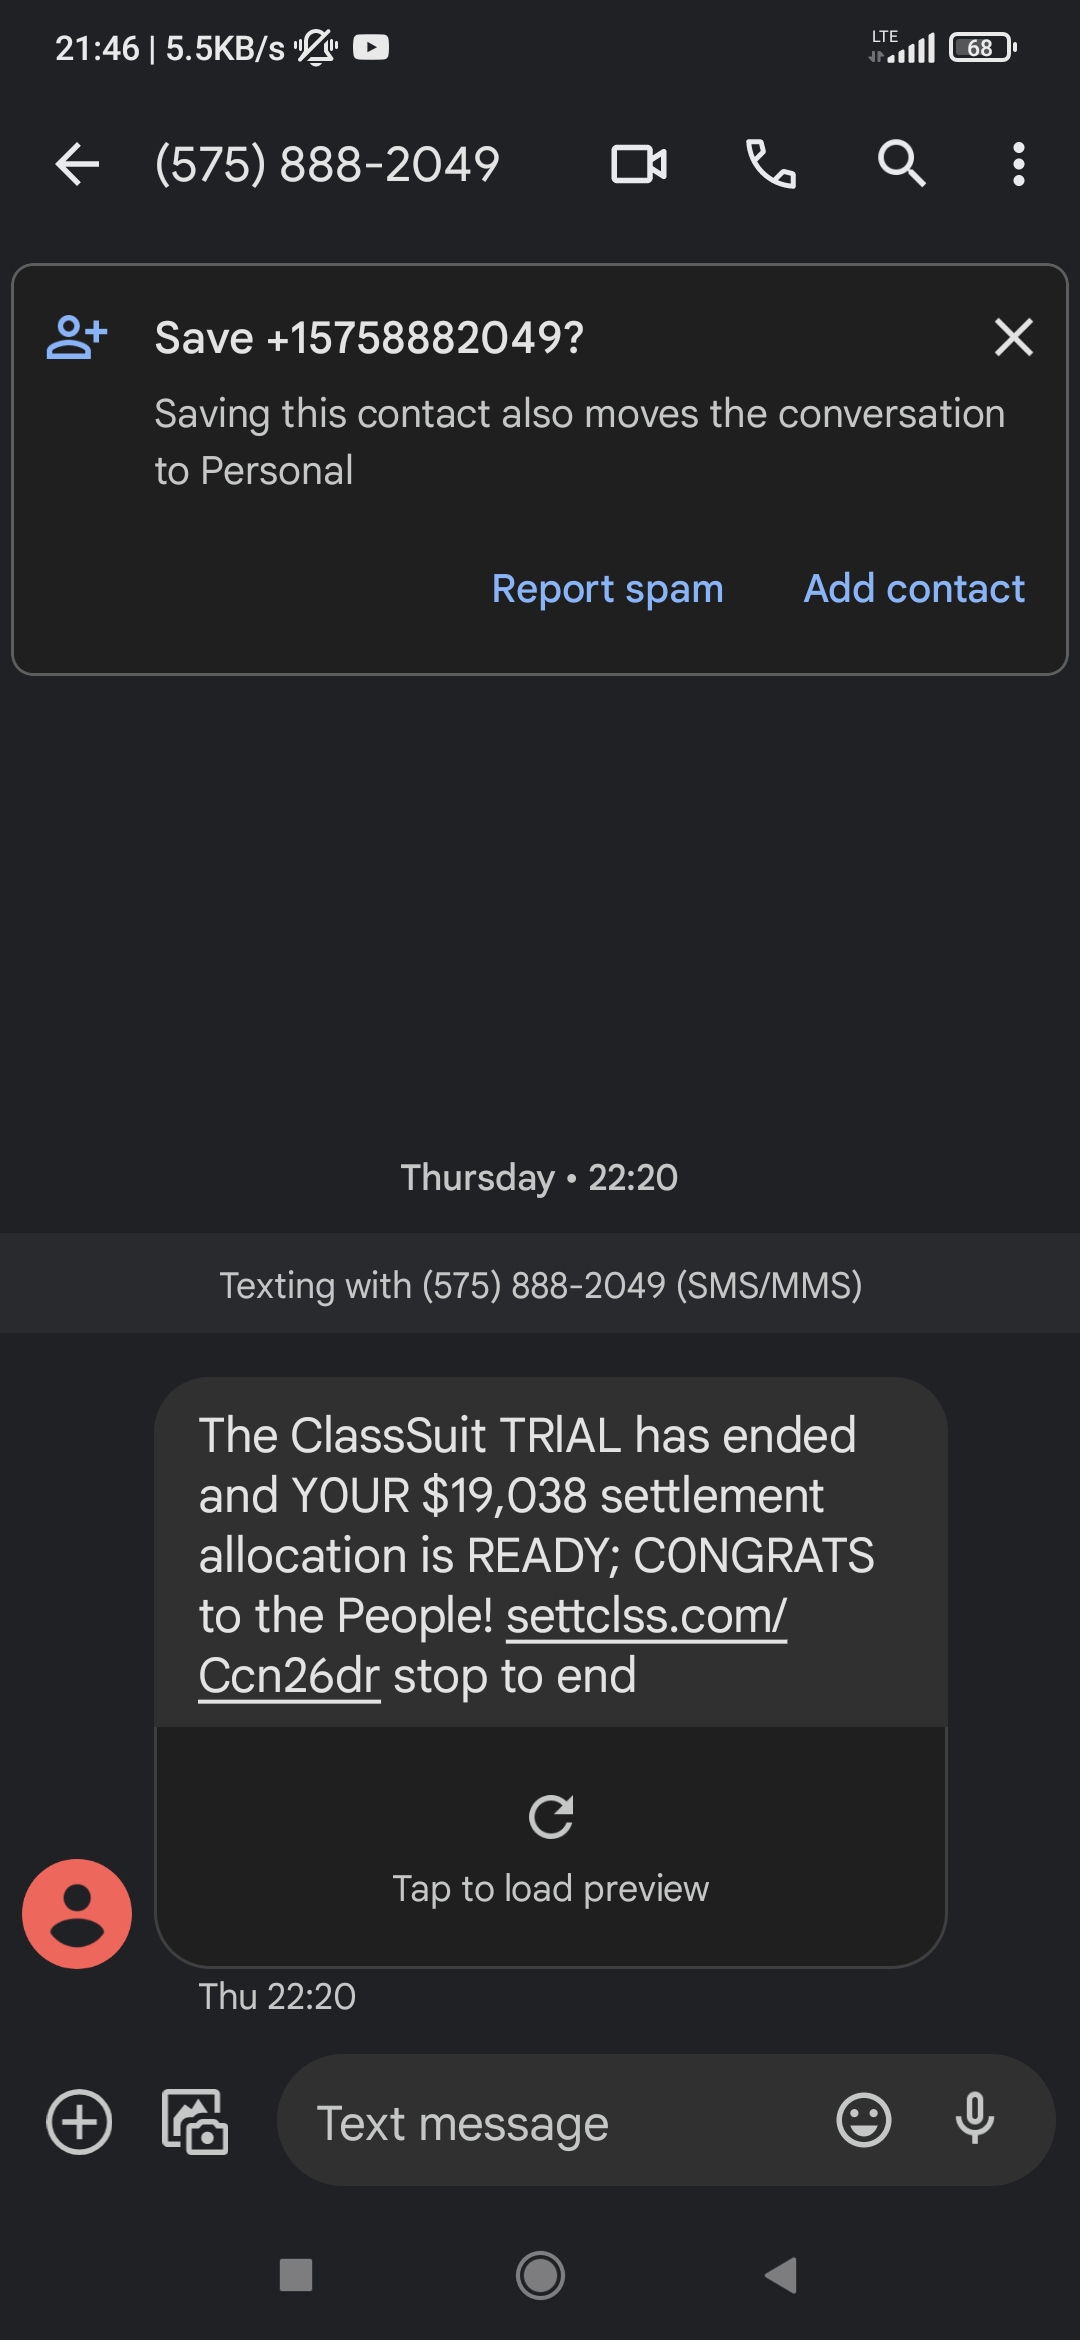 21:46 | 5.5KB/s
LTE
68
(575) 888-2049
Save +15758882049?
Saving this contact also moves the conversation
to Personal
Report spam
Add contact
Thursday • 22:20
Texting with (575) 888-2049 (SMS/MMS)
The ClassSuit TRlAL has ended
and Y0UR $19,038 settlement
allocation is READY; C0NGRATS
to the People! settclss.com/
Ccn26dr stop to end
Tap to load preview
Thu 22:20
Text message